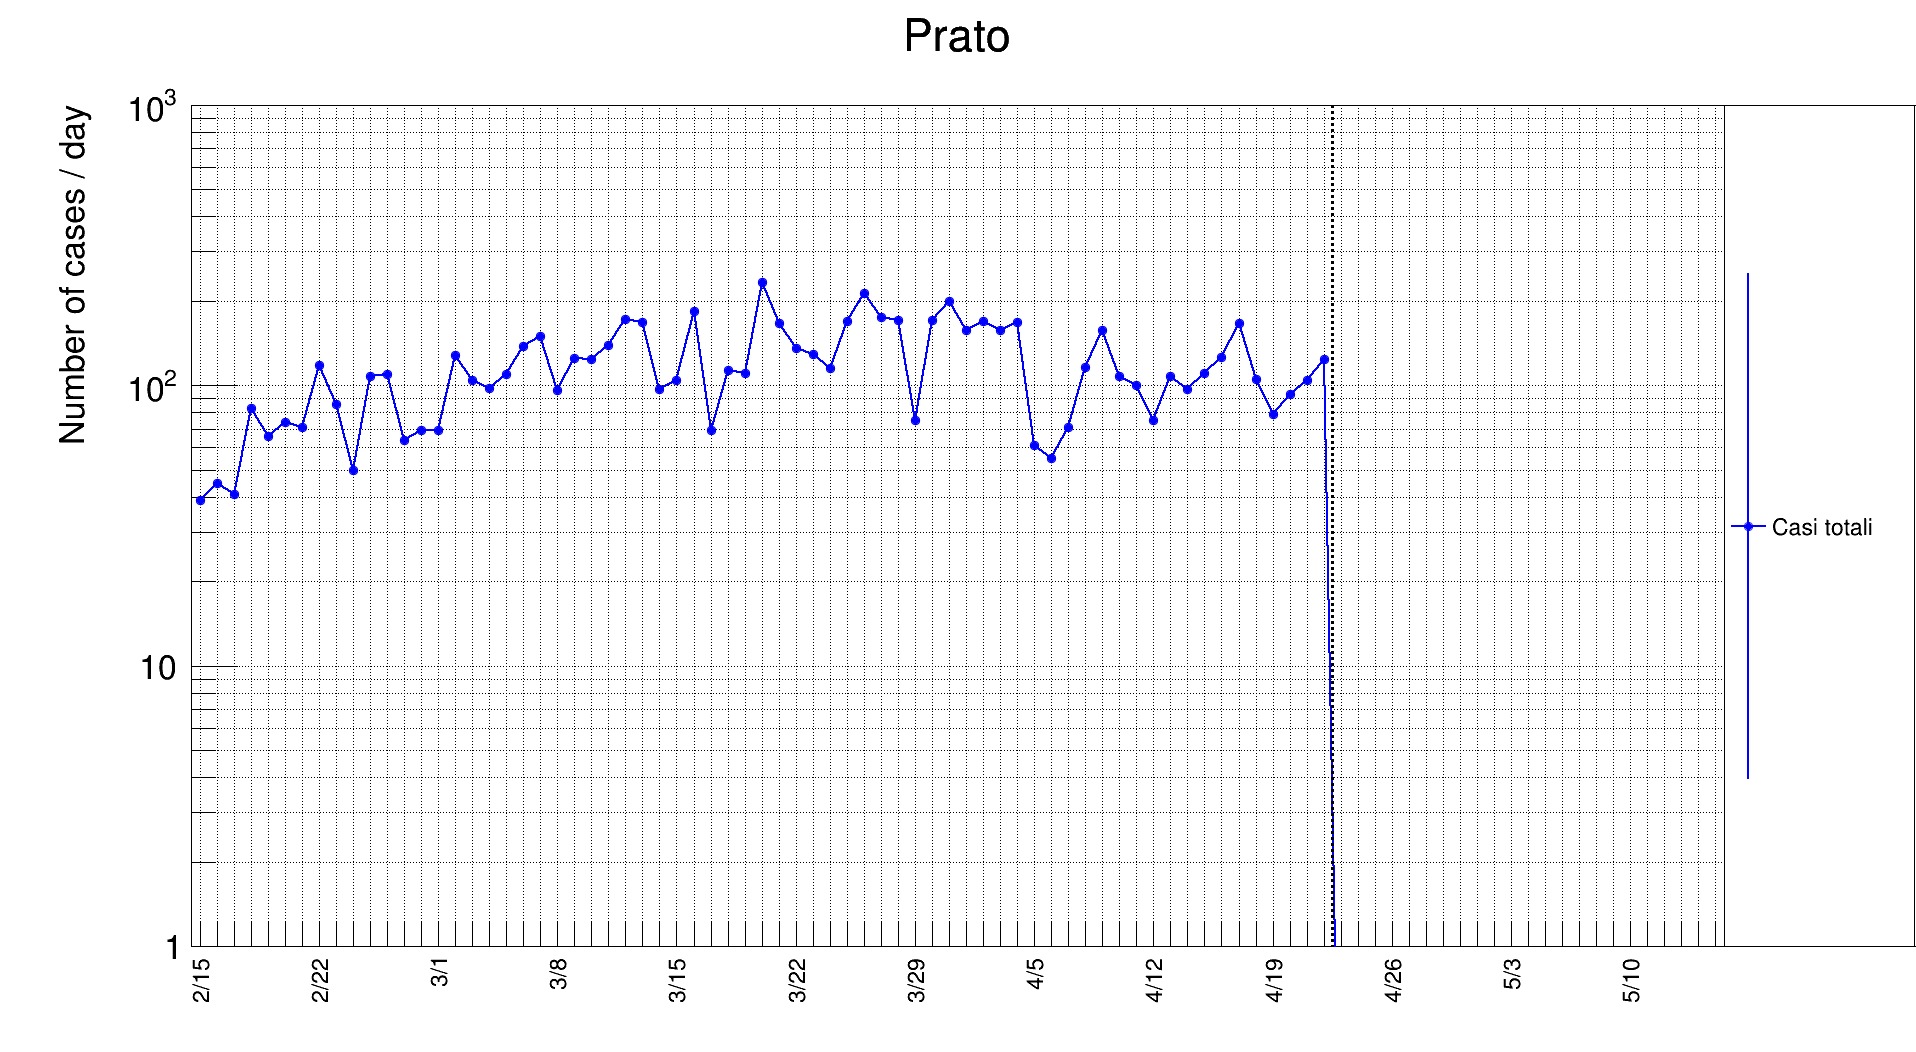 Prato
Number of cases / day
10³
10²
10
1
2/15 2/22 3/1 3/8 3/15 3/22 3/29 4/5 4/12 4/19 4/26 5/3 5/10
Casi totali